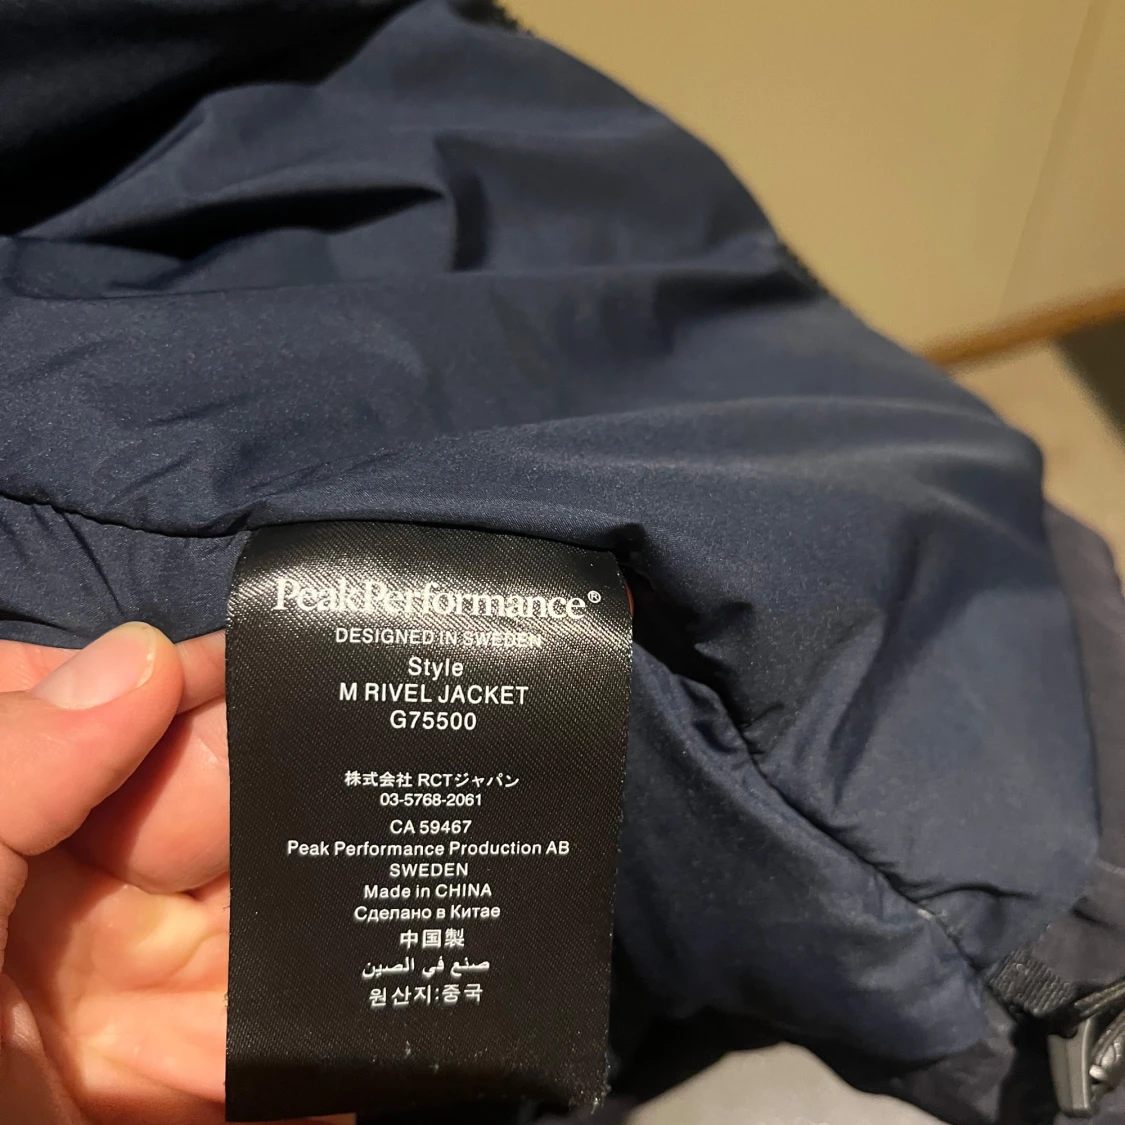 PeakPerformance®
DESIGNED IN SWEDEN
Style
M RIVEL JACKET
G75500
株式会社 RCTジャパン
03-5768-2061
CA 59467
Peak Performance Production AB
SWEDEN
Made in CHINA
Сделано в Китае
中国製
صنع في الصين
원산지:중국